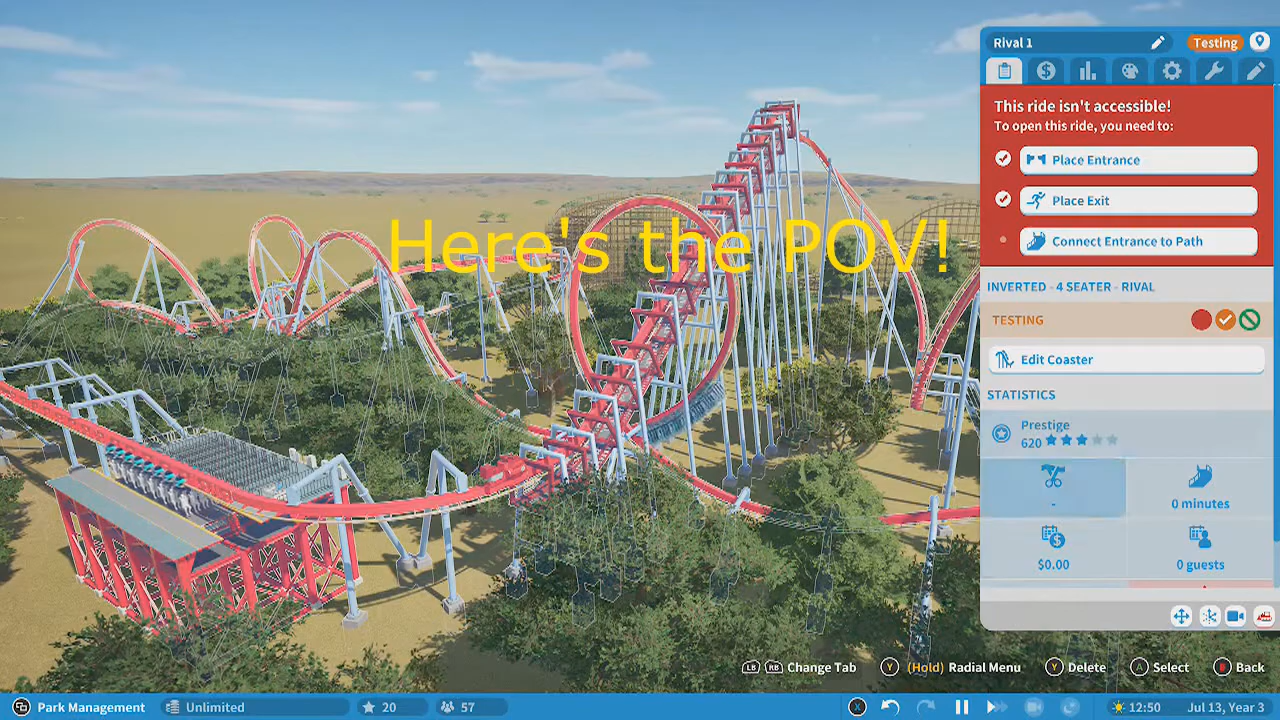 Rival 1
Testing
This ride isn't accessible!
To open this ride, you need to:
Place Entrance
Place Exit
Here's the POV!
Connect Entrance to Path
INVERTED - 4 SEATER - RIVAL
TESTING
Edit Coaster
STATISTICS
Prestige
620
-
0 minutes
$0.00
0 guests
LB RB Change Tab
Y (Hold) Radial Menu
Y Delete
A Select
B Back
Park Management
Unlimited
20
57
X
12:50
Jul 13, Year 3